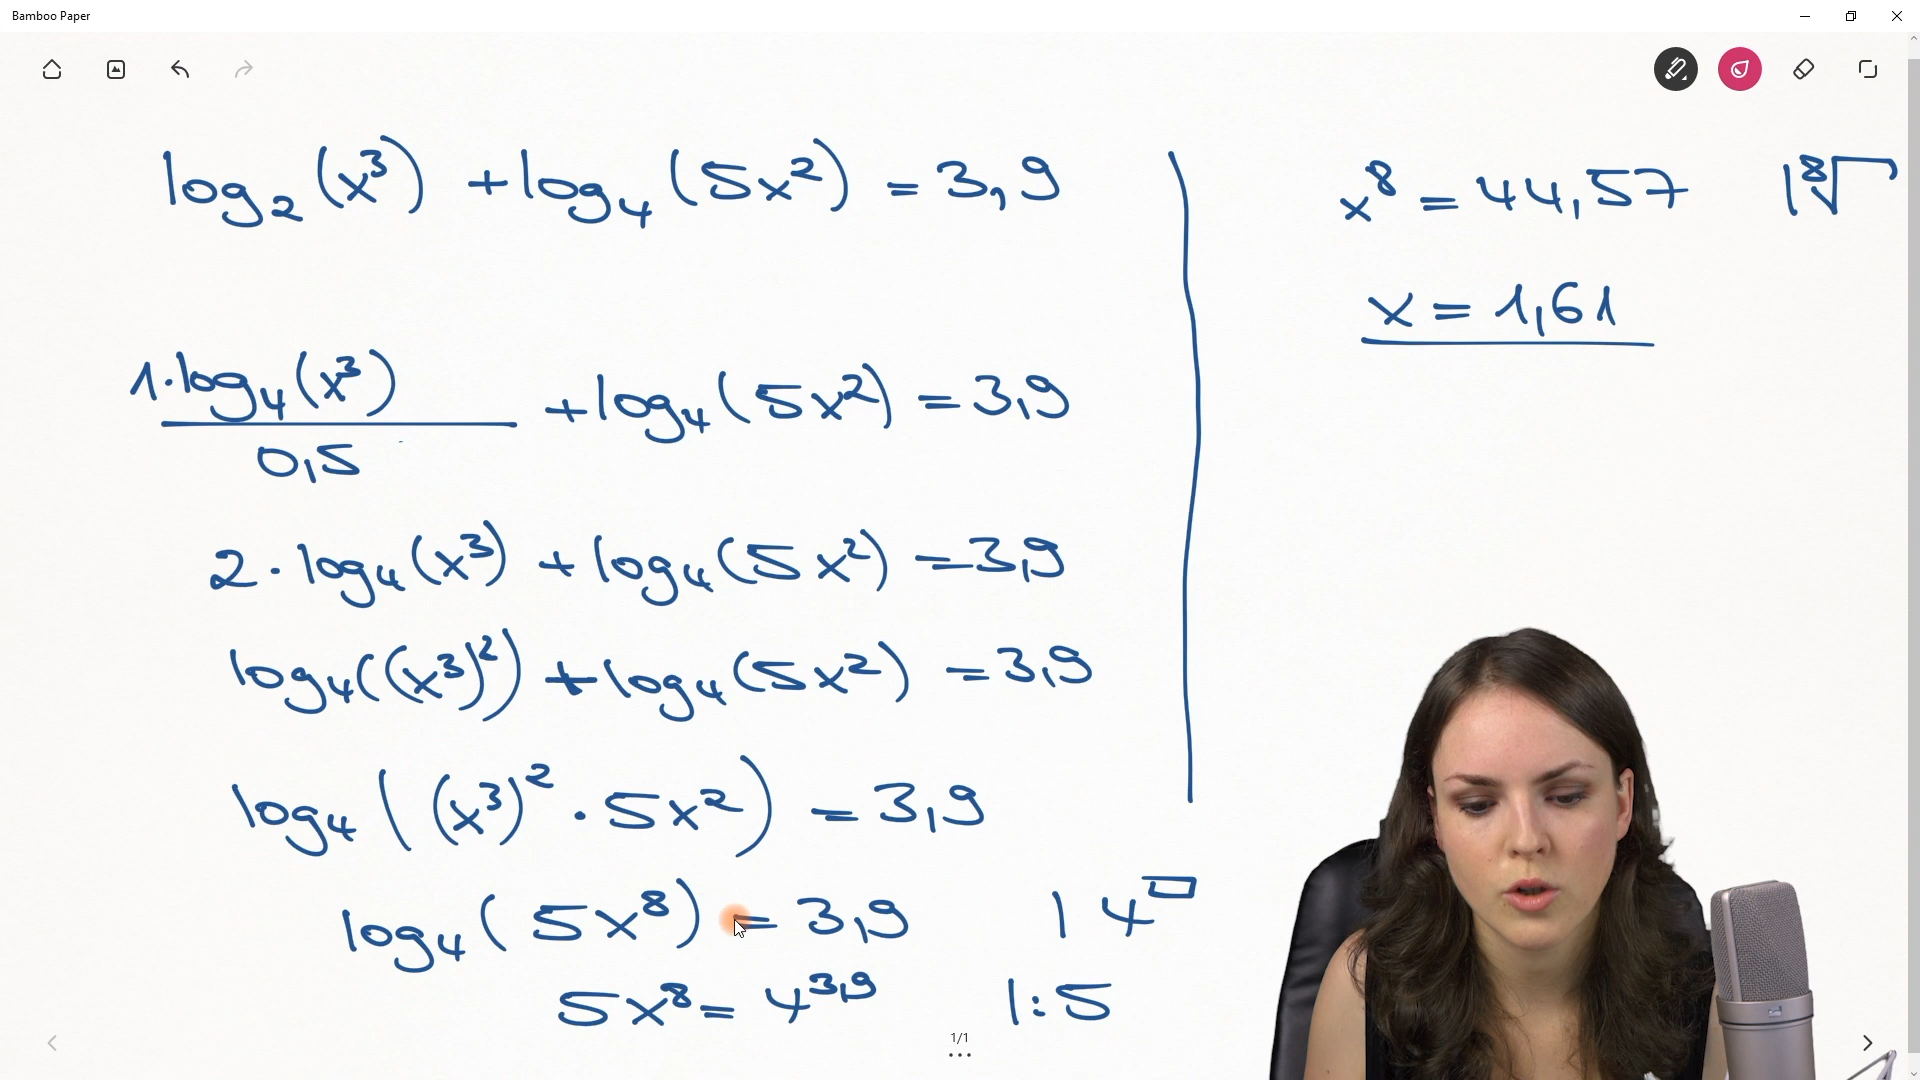 Bamboo Paper
log₂(x³) + log₄(5x²) = 3,9
1·log₄(x³) / 0,5 + log₄(5x²) = 3,9
2·log₄(x³) + log₄(5x²) = 3,9
log₄((x³)²) + log₄(5x²) = 3,9
log₄((x³)²·5x²) = 3,9
log₄(5x⁸) = 3,9 | 4^□
5x⁸ = 4^3,9 | :5
x⁸ = 44,57 | ⁸√
x = 1,61
1/1